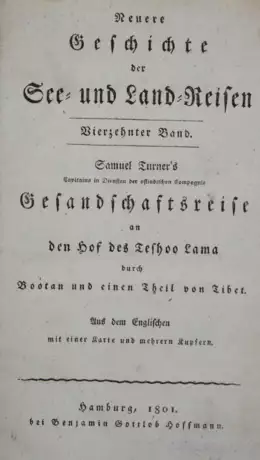 Neuere
Geschichte
der
See- und Land-Reisen
Vierzehnter Band.
Samuel Turner's
Capitains in Diensten der ostindischen Kompagnie
Gesandschaftsreise
an
den Hof des Teshoo Lama
durch
Bootan und einen Theil von Tibet.
Aus dem Englischen
mit einer Karte und mehrern Kupfern.
Hamburg, 1801.
bei Benjamin Gottlob Hoffmann.